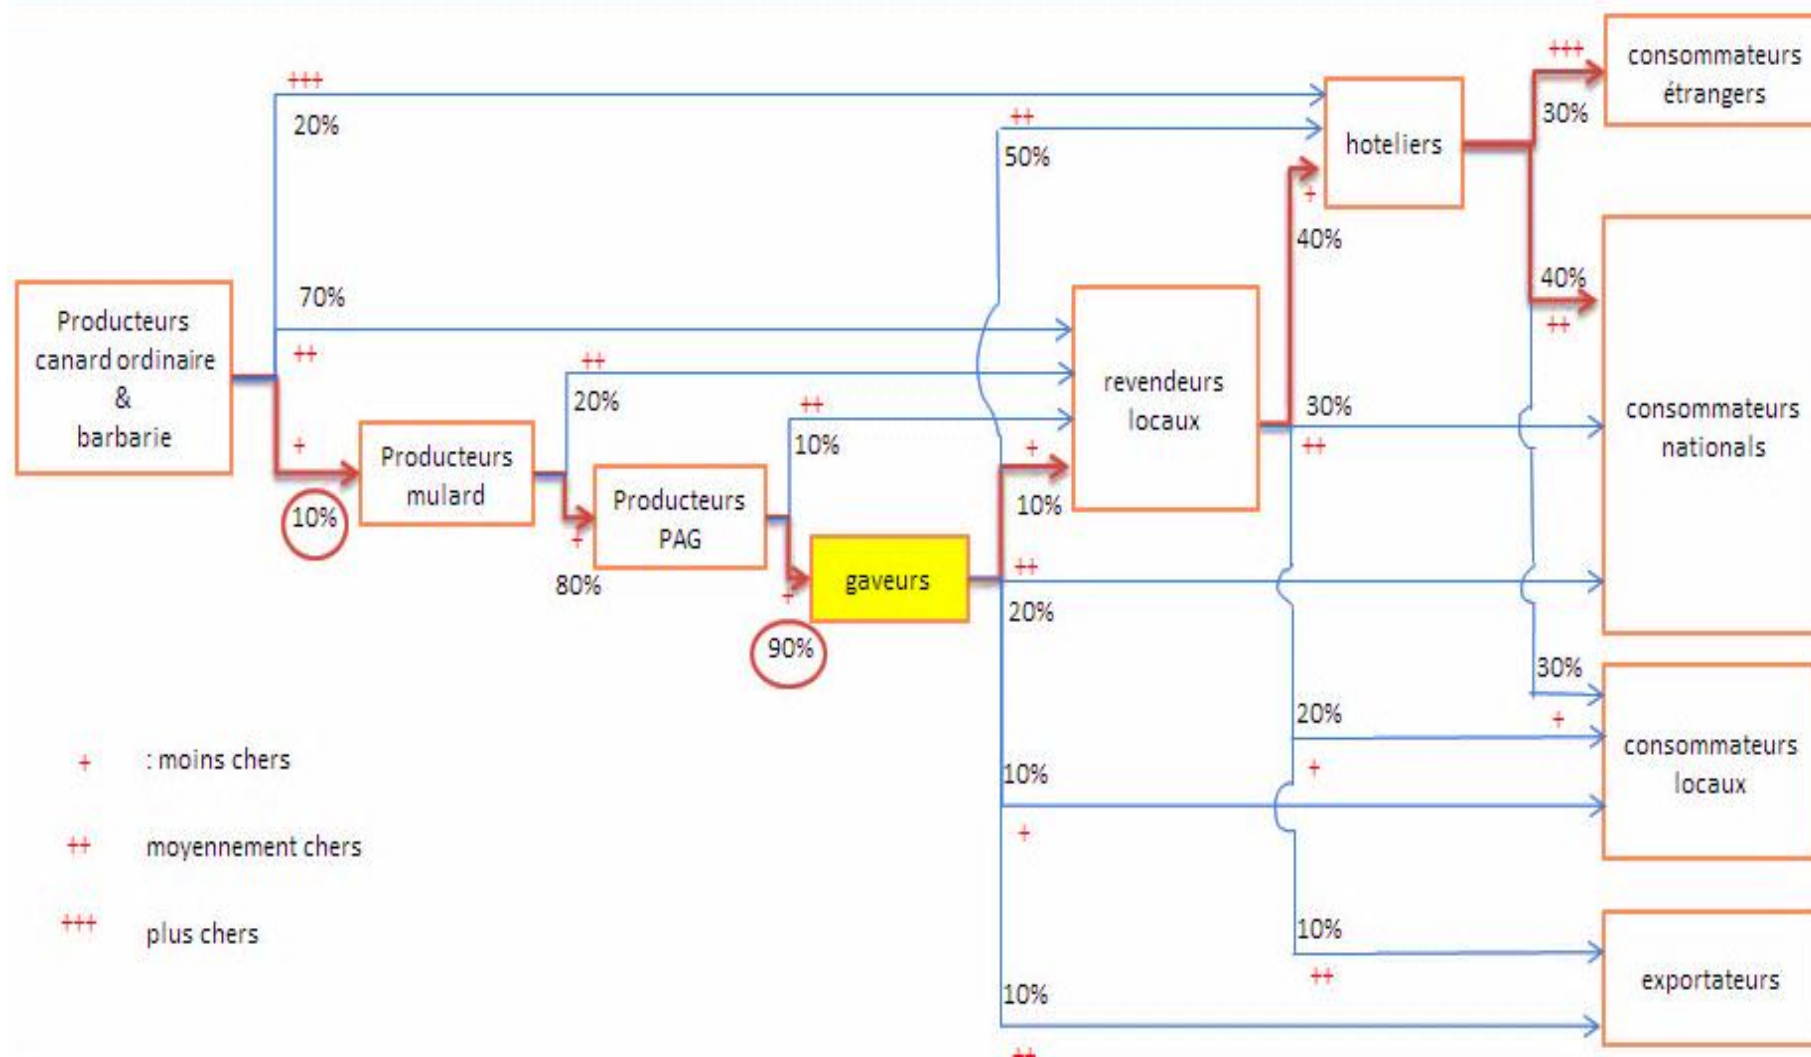 consommateurs
étrangers
+++
30%
+++
20%
++
50%
hoteliers
+
40%
40%
++
70%
++
Producteurs
canard ordinaire
&
barbarie
+
10%
Producteurs
mulard
++
20%
+
80%
Producteurs
PAG
++
10%
+
90%
gaveurs
revendeurs
locaux
+
10%
30%
++
consommateurs
nationals
++
20%
30%
+
20%
+
consommateurs
locaux
10%
+
10%
++
exportateurs
10%
++
+ : moins chers
++ moyennement chers
+++ plus chers